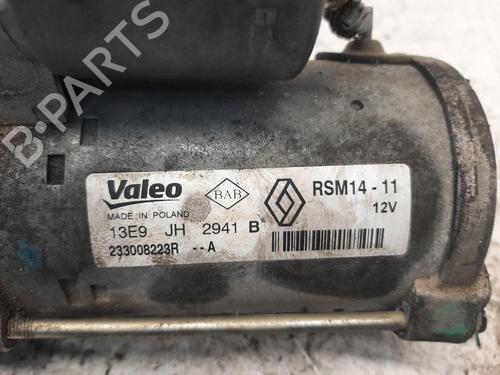 B-PARTS
Valeo
BAB
RSM14 - 11
MADE IN POLAND
12V
13E9 JH 2941 B
233008223R -- A